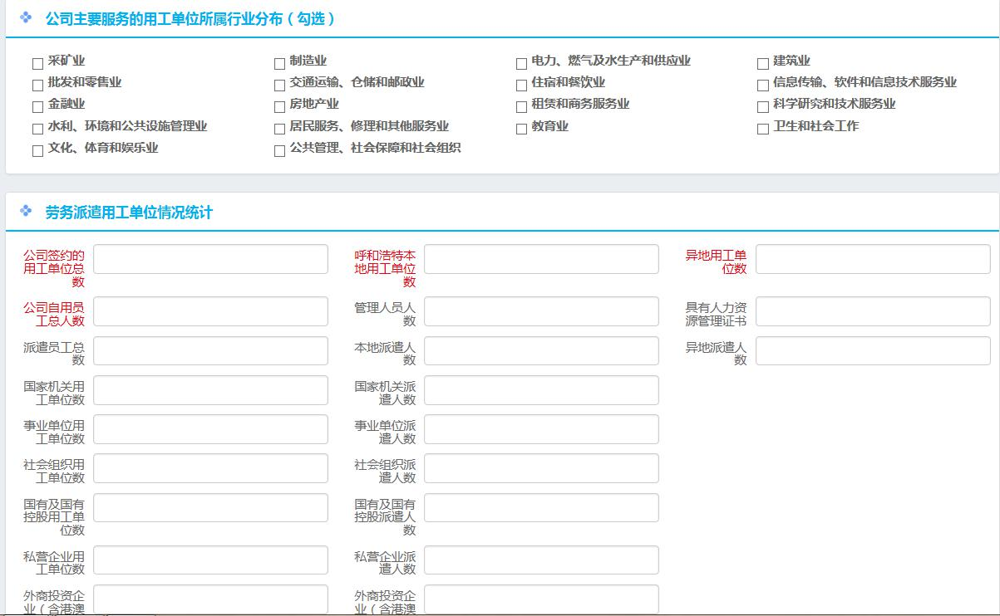 公司主要服务的用工单位所属行业分布（勾选）
采矿业
制造业
电力、燃气及水生产和供应业
建筑业
批发和零售业
交通运输、仓储和邮政业
住宿和餐饮业
信息传输、软件和信息技术服务业
金融业
房地产业
租赁和商务服务业
科学研究和技术服务业
水利、环境和公共设施管理业
居民服务、修理和其他服务业
教育业
卫生和社会工作
文化、体育和娱乐业
公共管理、社会保障和社会组织
劳务派遣用工单位情况统计
公司签约的
用工单位总
数
呼和浩特本
地用工单位
数
异地用工单
位数
公司自用员
工总人数
管理人员人
数
具有人力资
源管理证书
派遣员工总
数
本地派遣人
数
异地派遣人
数
国家机关用
工单位数
国家机关派
遣人数
事业单位用
工单位数
事业单位派
遣人数
社会组织用
工单位数
社会组织派
遣人数
国有及国有
控股用工单
位数
国有及国有
控股派遣人
数
私营企业用
工单位数
私营企业派
遣人数
外商投资企
业（含港澳
外商投资企
业（含港澳